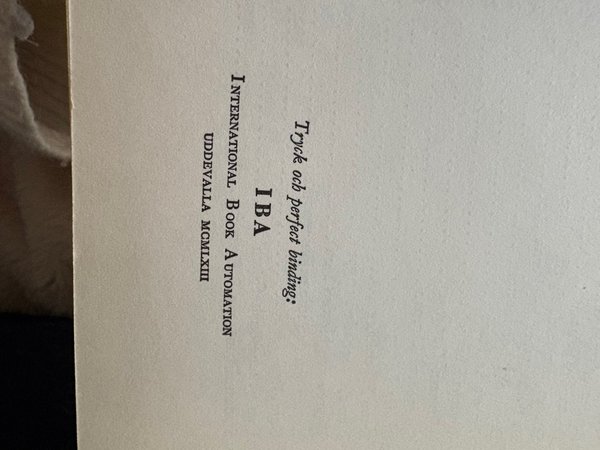 Tryck och perfect binding:
IBA
INTERNATIONAL BOOK AUTOMATION
UDDEVALLA MCMLXIII